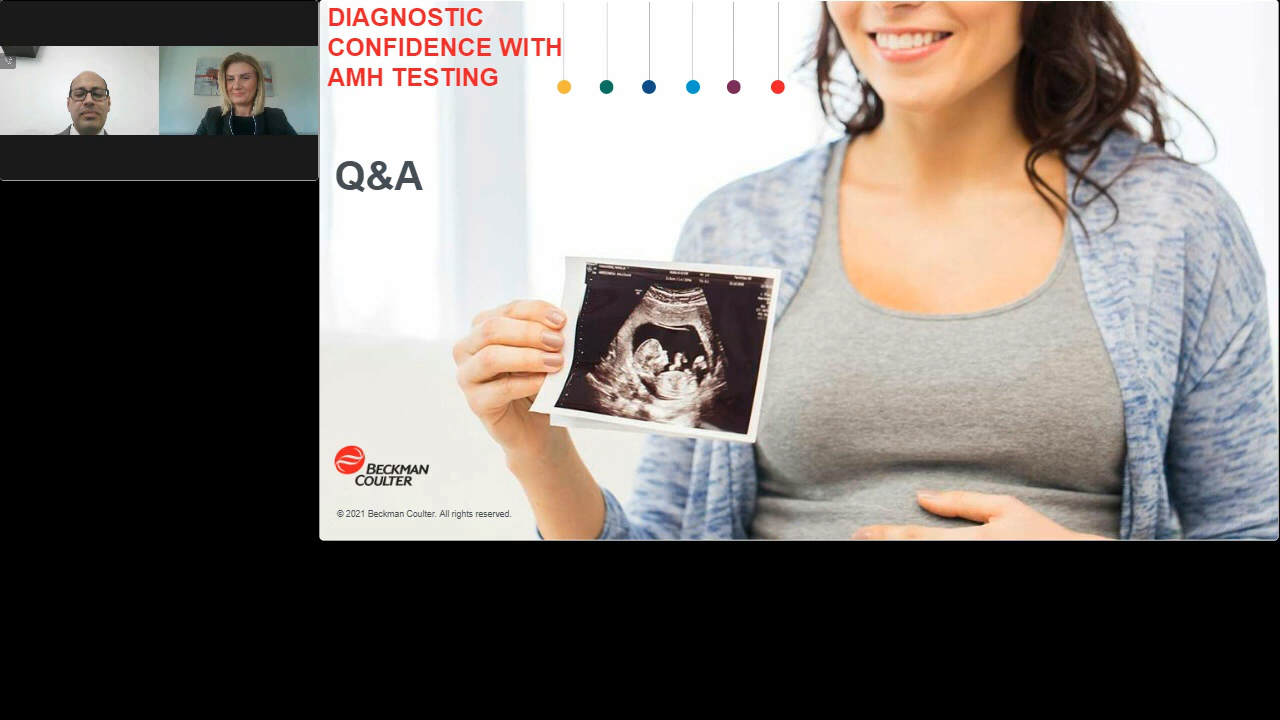 DIAGNOSTIC
CONFIDENCE WITH
AMH TESTING
Q&A
BECKMAN
COULTER
© 2021 Beckman Coulter. All rights reserved.